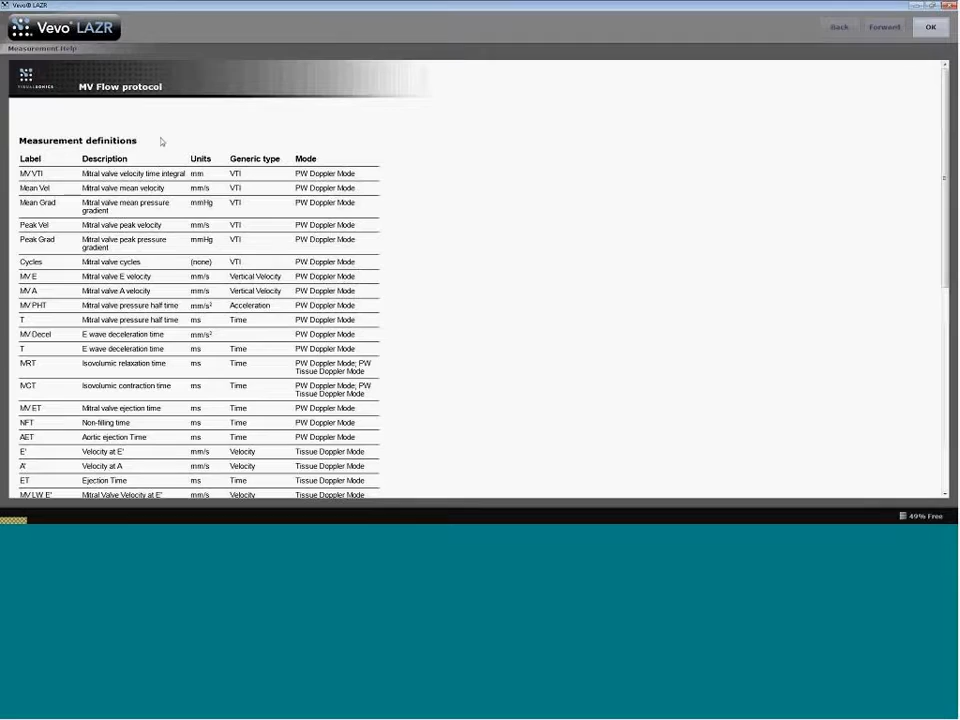 Vevo® LAZR
Vevo® LAZR
Back Forward OK
Measurement Help
VISUALSONICS MV Flow protocol
Measurement definitions
Label Description Units Generic type Mode
MV VTI Mitral valve velocity time integral mm VTI PW Doppler Mode
Mean Vel Mitral valve mean velocity mm/s VTI PW Doppler Mode
Mean Grad Mitral valve mean pressure gradient mmHg VTI PW Doppler Mode
Peak Vel Mitral valve peak velocity mm/s VTI PW Doppler Mode
Peak Grad Mitral valve peak pressure gradient mmHg VTI PW Doppler Mode
Cycles Mitral valve cycles (none) VTI PW Doppler Mode
MV E Mitral valve E velocity mm/s Vertical Velocity PW Doppler Mode
MV A Mitral valve A velocity mm/s Vertical Velocity PW Doppler Mode
MV PHT Mitral valve pressure half time mm/s² Acceleration PW Doppler Mode
T Mitral valve pressure half time ms Time PW Doppler Mode
MV Decel E wave deceleration time mm/s² PW Doppler Mode
T E wave deceleration time ms Time PW Doppler Mode
IVRT Isovolumic relaxation time ms Time PW Doppler Mode; PW Tissue Doppler Mode
IVCT Isovolumic contraction time ms Time PW Doppler Mode; PW Tissue Doppler Mode
MV ET Mitral valve ejection time ms Time PW Doppler Mode
NFT Non-filling time ms Time PW Doppler Mode
AET Aortic ejection Time ms Time PW Doppler Mode
E' Velocity at E' mm/s Velocity Tissue Doppler Mode
A' Velocity at A mm/s Velocity Tissue Doppler Mode
ET Ejection Time ms Time Tissue Doppler Mode
MV LW E' Mitral Valve Velocity at E' mm/s Velocity Tissue Doppler Mode
49% Free